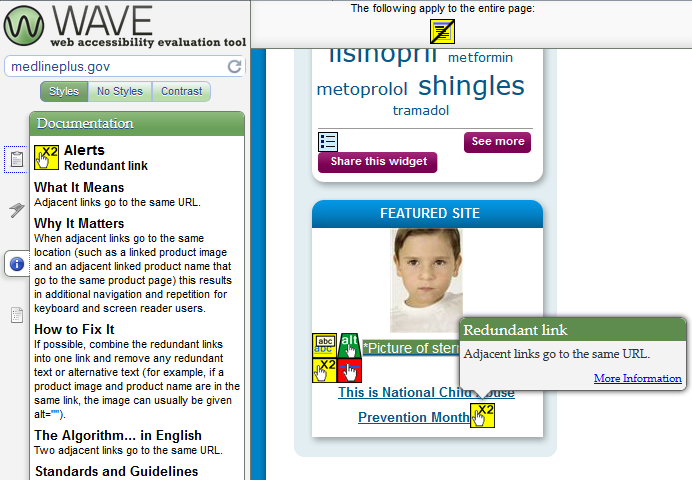 WAVE
web accessibility evaluation tool
medlineplus.gov
Styles
No Styles
Contrast
Documentation
X2
Alerts
Redundant link
What It Means
Adjacent links go to the same URL.
Why It Matters
When adjacent links go to the same
location (such as a linked product image
and an adjacent linked product name that
go to the same product page) this results
in additional navigation and repetition for
keyboard and screen reader users.
How to Fix It
If possible, combine the redundant links
into one link and remove any redundant
text or alternative text (for example, if a
product image and product name are in the
same link, the image can usually be given
alt="").
The Algorithm... in English
Two adjacent links go to the same URL.
Standards and Guidelines
The following apply to the entire page:
lisinopril metformin
metoprolol shingles
tramadol
See more
Share this widget
FEATURED SITE
abc
abc
alt
*Picture of
X2
This is National Child
Prevention Month
X2
Redundant link
Adjacent links go to the same URL.
More Information